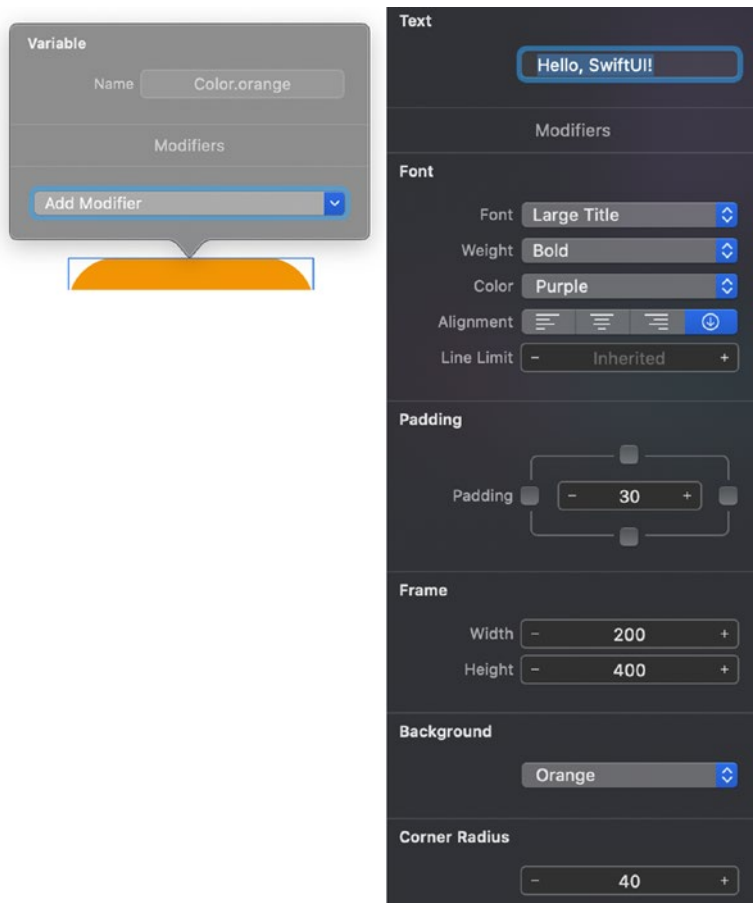 Variable
Name Color.orange
Modifiers
Add Modifier
Text
Hello, SwiftUI!
Modifiers
Font
Font Large Title
Weight Bold
Color Purple
Alignment
Line Limit - Inherited +
Padding
Padding - 30 +
Frame
Width - 200 +
Height - 400 +
Background
Orange
Corner Radius
- 40 +